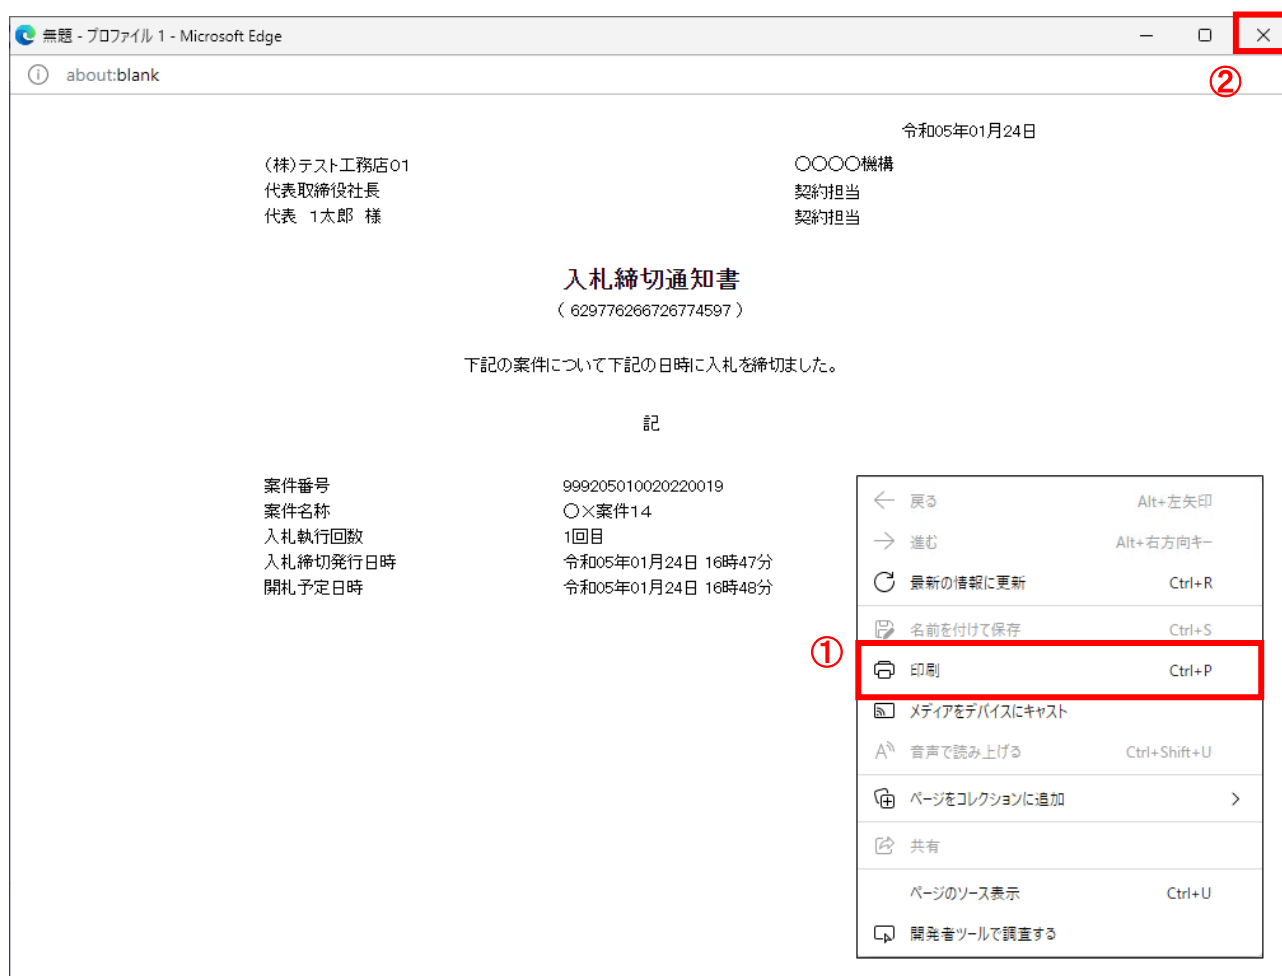 無題 - プロファイル 1 - Microsoft Edge
②
about:blank
令和05年01月24日
(株)テスト工務店01
〇〇〇〇機構
代表取締役社長
契約担当
代表 1太郎 様
契約担当
入札締切通知書
( 629776266726774597 )
下記の案件について下記の日時に入札を締切ました。
記
案件番号 999205010020220019
案件名称 〇×案件14
入札執行回数 1回目
入札締切発行日時 令和05年01月24日 16時47分
開札予定日時 令和05年01月24日 16時48分
戻る Alt+左矢印
進む Alt+右方向キー
最新の情報に更新 Ctrl+R
名前を付けて保存 Ctrl+S
①
印刷 Ctrl+P
メディアをデバイスにキャスト
音声で読み上げる Ctrl+Shift+U
ページをコレクションに追加
共有
ページのソース表示 Ctrl+U
開発者ツールで調査する